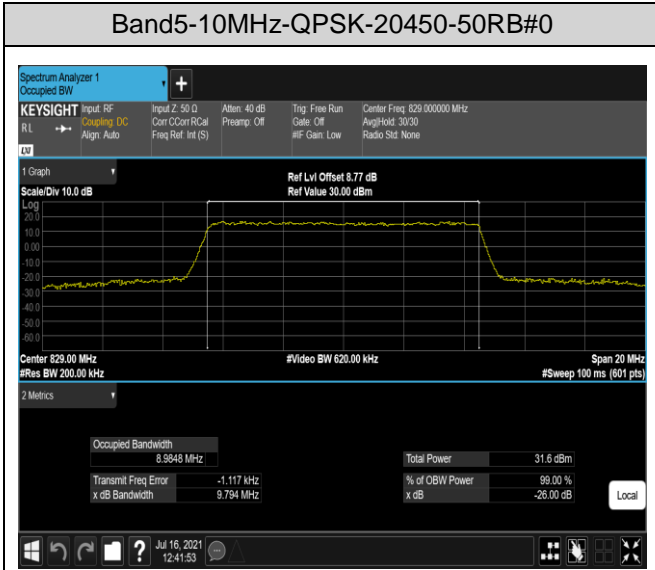 Band5-10MHz-QPSK-20450-50RB#0
Spectrum Analyzer 1
Occupied BW
+
KEYSIGHT
R L
LXI
Input: RF
Coupling: DC
Align: Auto
Input Z: 50 Ω
Corr CCorr RCal
Freq Ref: Int (S)
Atten: 40 dB
Preamp: Off
Trig: Free Run
Gate: Off
#IF Gain: Low
Center Freq: 829.000000 MHz
Avg|Hold: 30/30
Radio Std: None
1 Graph
Scale/Div 10.0 dB
Ref Lvl Offset 8.77 dB
Ref Value 30.00 dBm
Log
20.0
10.0
0.00
-10.0
-20.0
-30.0
-40.0
-50.0
-60.0
Center 829.00 MHz
#Res BW 200.00 kHz
#Video BW 620.00 kHz
Span 20 MHz
#Sweep 100 ms (601 pts)
2 Metrics
Occupied Bandwidth
8.9848 MHz
Transmit Freq Error -1.117 kHz
x dB Bandwidth 9.794 MHz
Total Power 31.6 dBm
% of OBW Power 99.00 %
x dB -26.00 dB
Local
?
Jul 16, 2021
12:41:53